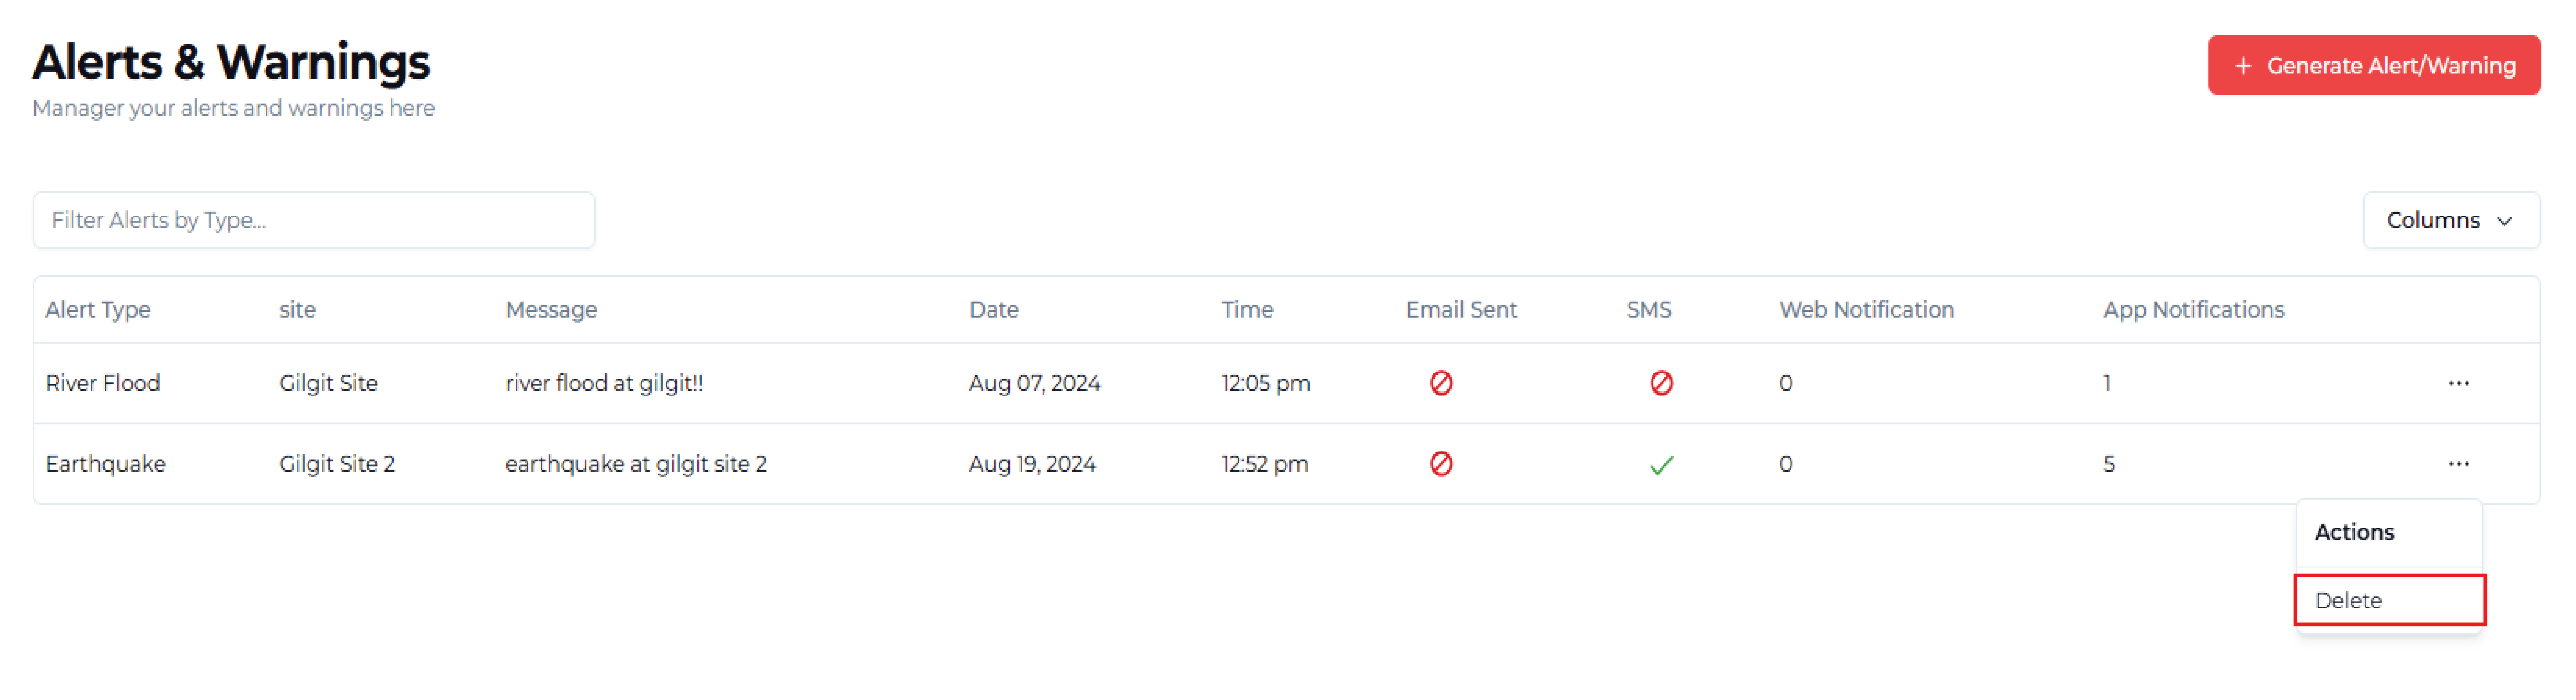 Alerts & Warnings
+ Generate Alert/Warning
Manager your alerts and warnings here
Filter Alerts by Type...
Columns
Alert Type site Message Date Time Email Sent SMS Web Notification App Notifications
River Flood Gilgit Site river flood at gilgit!! Aug 07, 2024 12:05 pm 0 1 ...
Earthquake Gilgit Site 2 earthquake at gilgit site 2 Aug 19, 2024 12:52 pm 0 5 ...
Actions
Delete